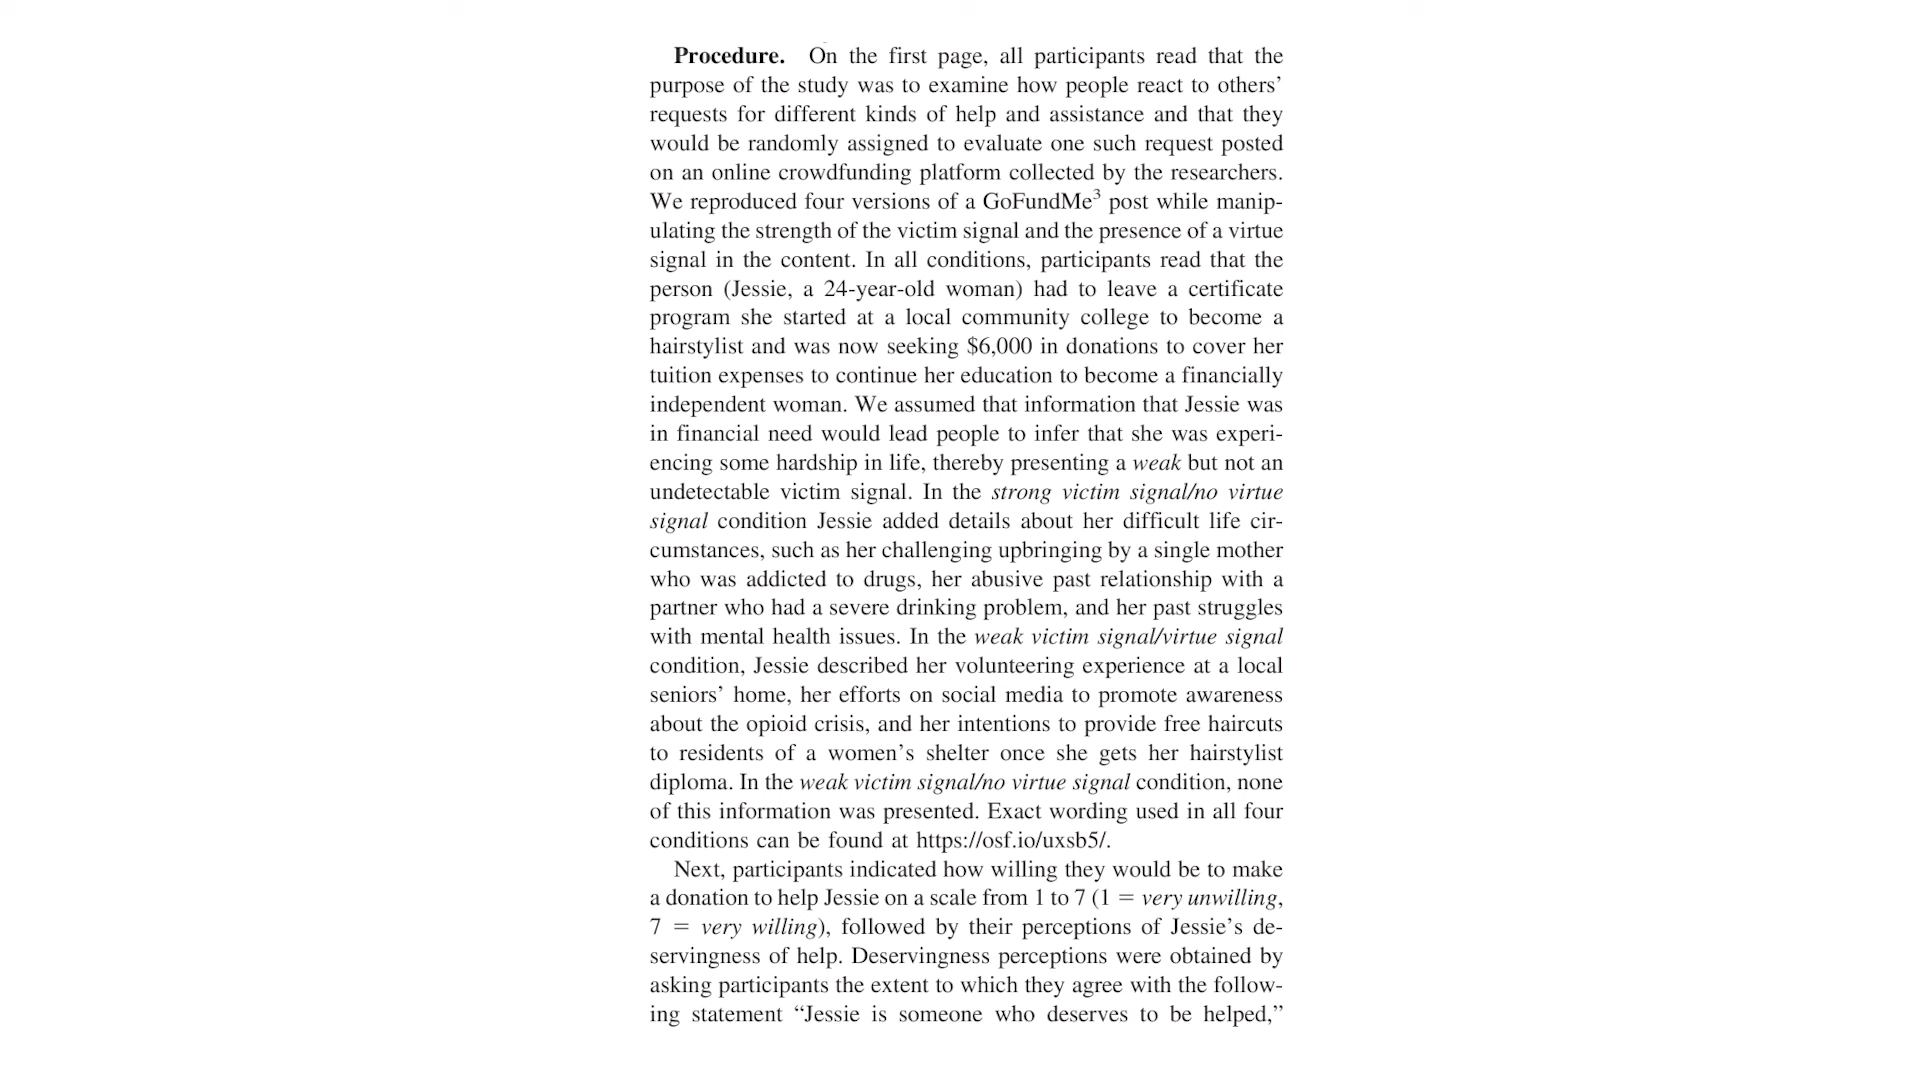 Procedure. On the first page, all participants read that the
purpose of the study was to examine how people react to others’
requests for different kinds of help and assistance and that they
would be randomly assigned to evaluate one such request posted
on an online crowdfunding platform collected by the researchers.
We reproduced four versions of a GoFundMe³ post while manip-
ulating the strength of the victim signal and the presence of a virtue
signal in the content. In all conditions, participants read that the
person (Jessie, a 24-year-old woman) had to leave a certificate
program she started at a local community college to become a
hairstylist and was now seeking $6,000 in donations to cover her
tuition expenses to continue her education to become a financially
independent woman. We assumed that information that Jessie was
in financial need would lead people to infer that she was experi-
encing some hardship in life, thereby presenting a weak but not an
undetectable victim signal. In the strong victim signal/no virtue
signal condition Jessie added details about her difficult life cir-
cumstances, such as her challenging upbringing by a single mother
who was addicted to drugs, her abusive past relationship with a
partner who had a severe drinking problem, and her past struggles
with mental health issues. In the weak victim signal/virtue signal
condition, Jessie described her volunteering experience at a local
seniors’ home, her efforts on social media to promote awareness
about the opioid crisis, and her intentions to provide free haircuts
to residents of a women’s shelter once she gets her hairstylist
diploma. In the weak victim signal/no virtue signal condition, none
of this information was presented. Exact wording used in all four
conditions can be found at https://osf.io/uxsb5/.
Next, participants indicated how willing they would be to make
a donation to help Jessie on a scale from 1 to 7 (1 = very unwilling,
7 = very willing), followed by their perceptions of Jessie’s de-
servingness of help. Deservingness perceptions were obtained by
asking participants the extent to which they agree with the follow-
ing statement “Jessie is someone who deserves to be helped,”